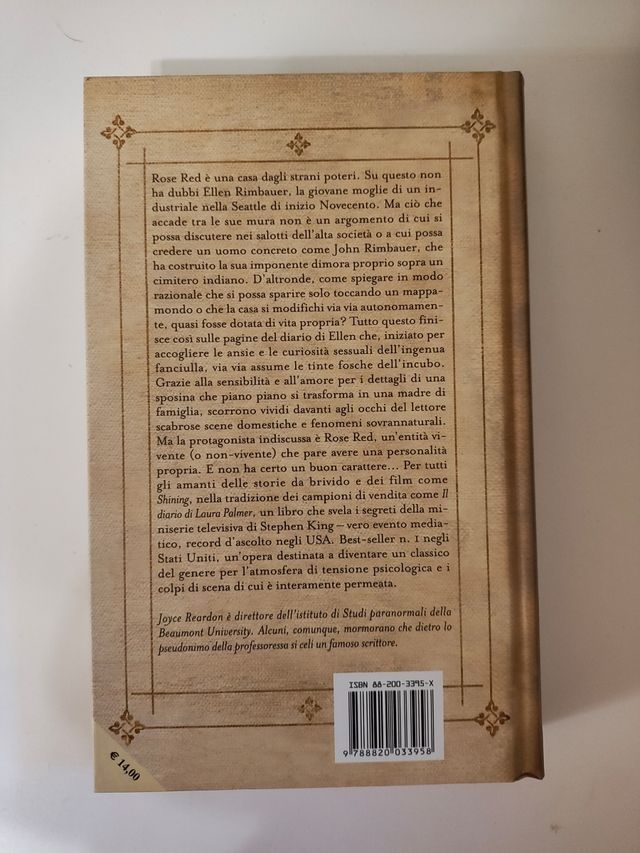 Rose Red è una casa dagli strani poteri. Su questo non
ha dubbi Ellen Rimbauer, la giovane moglie di un in-
dustriale nella Seattle di inizio Novecento. Ma ciò che
accade tra le sue mura non è un argomento di cui si
possa discutere nei salotti dell'alta società o a cui possa
credere un uomo concreto come John Rimbauer, che
ha costruito la sua imponente dimora proprio sopra un
cimitero indiano. D'altronde, come spiegare in modo
razionale che si possa sparire solo toccando un mappa-
mondo o che la casa si modifichi via via autonomamen-
te, quasi fosse dotata di vita propria? Tutto questo fini-
sce così sulle pagine del diario di Ellen che, iniziato per
accogliere le ansie e le curiosità sessuali dell'ingenua
fanciulla, via via assume le tinte fosche dell'incubo.
Grazie alla sensibilità e all'amore per i dettagli di una
sposina che piano piano si trasforma in una madre di
famiglia, scorrono vividi davanti agli occhi del lettore
scabrose scene domestiche e fenomeni sovrannaturali.
Ma la protagonista indiscussa è Rose Red, un'entità vi-
vente (o non-vivente) che pare avere una personalità
propria. E non ha certo un buon carattere... Per tutti
gli amanti delle storie da brivido e dei film come
Shining, nella tradizione dei campioni di vendita come Il
diario di Laura Palmer, un libro che svela i segreti della mi-
niserie televisiva di Stephen King – vero evento media-
tico, record d'ascolto negli USA. Best-seller n. 1 negli
Stati Uniti, un'opera destinata a diventare un classico
del genere per l'atmosfera di tensione psicologica e i
colpi di scena di cui è interamente permeata.
Joyce Reardon è direttore dell'istituto di Studi paranormali della
Beaumont University. Alcuni, comunque, mormorano che dietro lo
pseudonimo della professoressa si celi un famoso scrittore.
ISBN 88-200-3395-X
9 788820 033958
€ 14,00